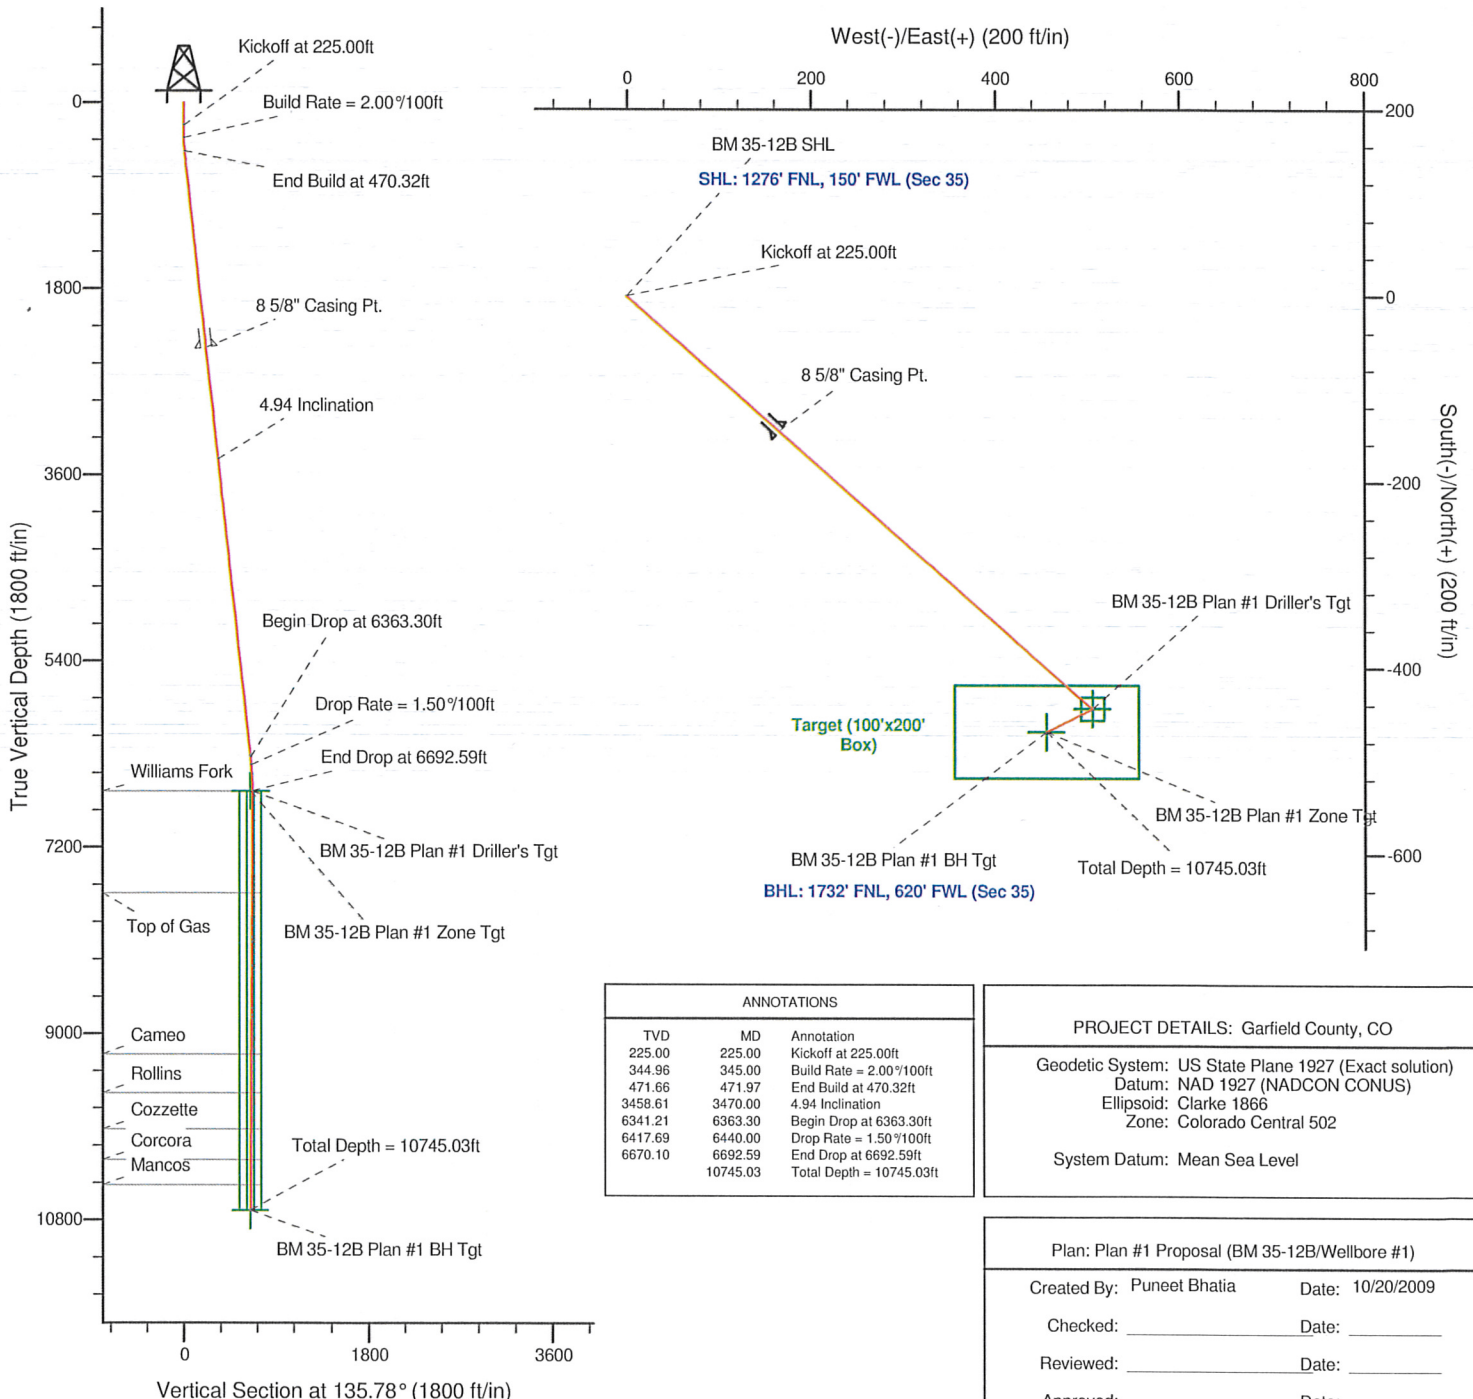 West(-)/East(+) (200 ft/in)
0
200
400
600
800
Kickoff at 225.00ft
0
Build Rate = 2.00°/100ft
End Build at 470.32ft
1800
8 5/8" Casing Pt.
4.94 Inclination
3600
True Vertical Depth (1800 ft/in)
Begin Drop at 6363.30ft
5400
Drop Rate = 1.50°/100ft
End Drop at 6692.59ft
Williams Fork
7200
BM 35-12B Plan #1 Driller's Tgt
Top of Gas
BM 35-12B Plan #1 Zone Tgt
9000
Cameo
Rollins
Cozzette
Corcora
Mancos
Total Depth = 10745.03ft
10800
BM 35-12B Plan #1 BH Tgt
0
1800
3600
Vertical Section at 135.78° (1800 ft/in)
200
BM 35-12B SHL
SHL: 1276' FNL, 150' FWL (Sec 35)
Kickoff at 225.00ft
0
8 5/8" Casing Pt.
-200
South(-)/North(+) (200 ft/in)
BM 35-12B Plan #1 Driller's Tgt
-400
Target (100'x200'
Box)
BM 35-12B Plan #1 Zone Tgt
BM 35-12B Plan #1 BH Tgt
Total Depth = 10745.03ft
-600
BHL: 1732' FNL, 620' FWL (Sec 35)
ANNOTATIONS
TVD MD Annotation
225.00 225.00 Kickoff at 225.00ft
344.96 345.00 Build Rate = 2.00°/100ft
471.66 471.97 End Build at 470.32ft
3458.61 3470.00 4.94 Inclination
6341.21 6363.30 Begin Drop at 6363.30ft
6417.69 6440.00 Drop Rate = 1.50°/100ft
6670.10 6692.59 End Drop at 6692.59ft
10745.03 Total Depth = 10745.03ft
PROJECT DETAILS: Garfield County, CO
Geodetic System: US State Plane 1927 (Exact solution)
Datum: NAD 1927 (NADCON CONUS)
Ellipsoid: Clarke 1866
Zone: Colorado Central 502
System Datum: Mean Sea Level
Plan: Plan #1 Proposal (BM 35-12B/Wellbore #1)
Created By: Puneet Bhatia Date: 10/20/2009
Checked: Date:
Reviewed: Date:
Approved: Date: